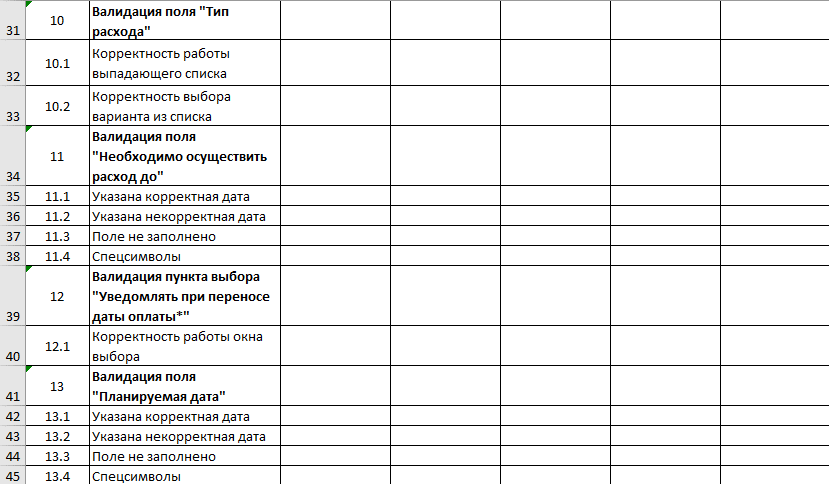 31 10 Валидация поля "Тип
расхода"
32 10.1 Корректность работы
выпадающего списка
33 10.2 Корректность выбора
варианта из списка
34 11 Валидация поля
"Необходимо осуществить
расход до"
35 11.1 Указана корректная дата
36 11.2 Указана некорректная дата
37 11.3 Поле не заполнено
38 11.4 Спецсимволы
39 12 Валидация пункта выбора
"Уведомлять при переносе
даты оплаты*"
40 12.1 Корректность работы окна
выбора
41 13 Валидация поля
"Планируемая дата"
42 13.1 Указана корректная дата
43 13.2 Указана некорректная дата
44 13.3 Поле не заполнено
45 13.4 Спецсимволы